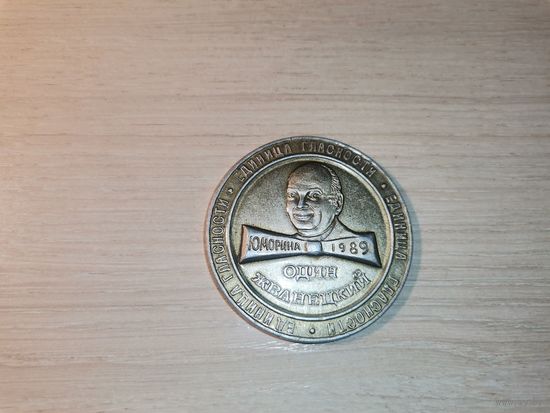 ЕДИНИЦА ГЛАСНОСТИ • ЕДИНИЦА ГЛАСНОСТИ • ЕДИНИЦА ГЛАСНОСТИ •
ЮМОРИНА 1989
ОДИН
ЖВАНЕЦКИЙ